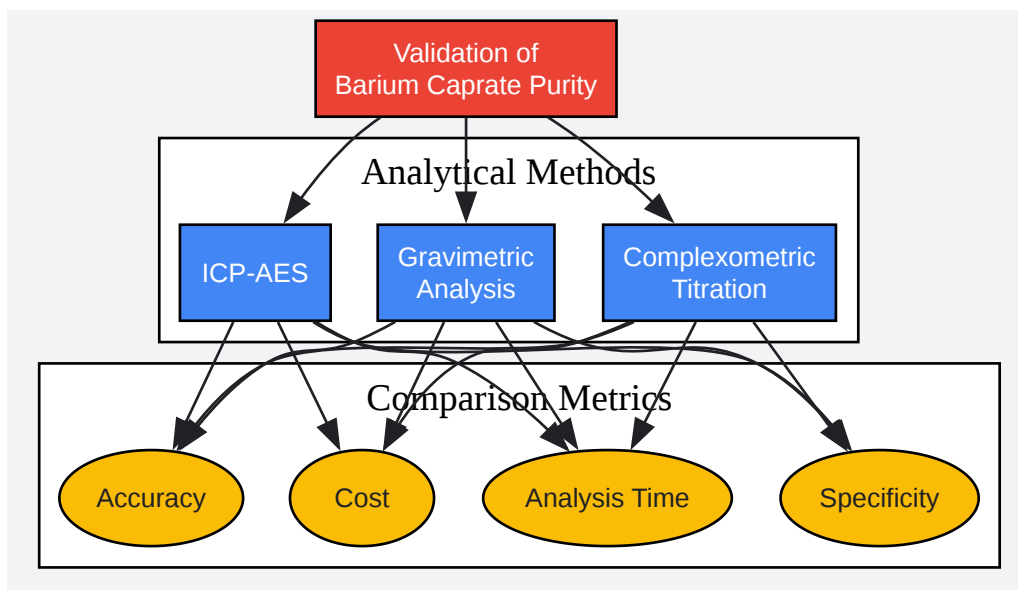 Validation of
Barium Caprate Purity
Analytical Methods
ICP-AES
Gravimetric
Analysis
Complexometric
Titration
Comparison Metrics
Accuracy
Cost
Analysis Time
Specificity